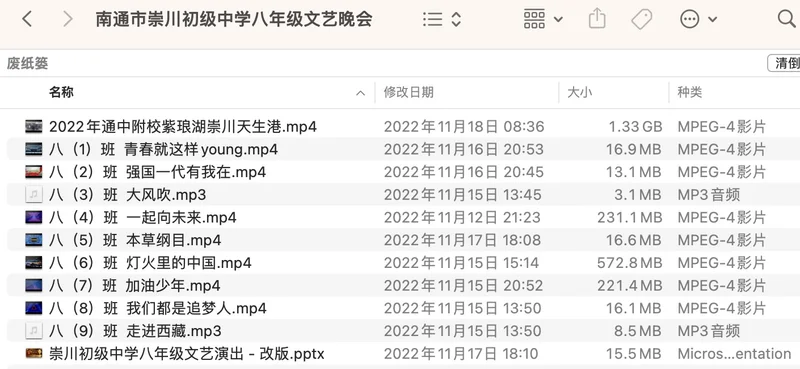 南通市崇川初级中学八年级文艺晚会
废纸篓 清倒
名称 修改日期 大小 种类
2022年通中附校紫琅湖崇川天生港.mp4 2022年11月18日 08:36 1.33 GB MPEG-4影片
八（1）班 青春就这样young.mp4 2022年11月16日 20:53 16.9 MB MPEG-4影片
八（2）班 强国一代有我在.mp4 2022年11月16日 20:45 13.1 MB MPEG-4影片
八（3）班 大风吹.mp3 2022年11月15日 13:45 3.1 MB MP3音频
八（4）班 一起向未来.mp4 2022年11月12日 21:23 231.1 MB MPEG-4影片
八（5）班 本草纲目.mp4 2022年11月17日 18:08 16.6 MB MPEG-4影片
八（6）班 灯火里的中国.mp4 2022年11月15日 15:14 572.8 MB MPEG-4影片
八（7）班 加油少年.mp4 2022年11月15日 20:52 221.4 MB MPEG-4影片
八（8）班 我们都是追梦人.mp4 2022年11月15日 13:50 16.1 MB MPEG-4影片
八（9）班 走进西藏.mp3 2022年11月15日 13:50 8.5 MB MP3音频
崇川初级中学八年级文艺演出 - 改版.pptx 2022年11月17日 18:10 15.5 MB Micros...entation